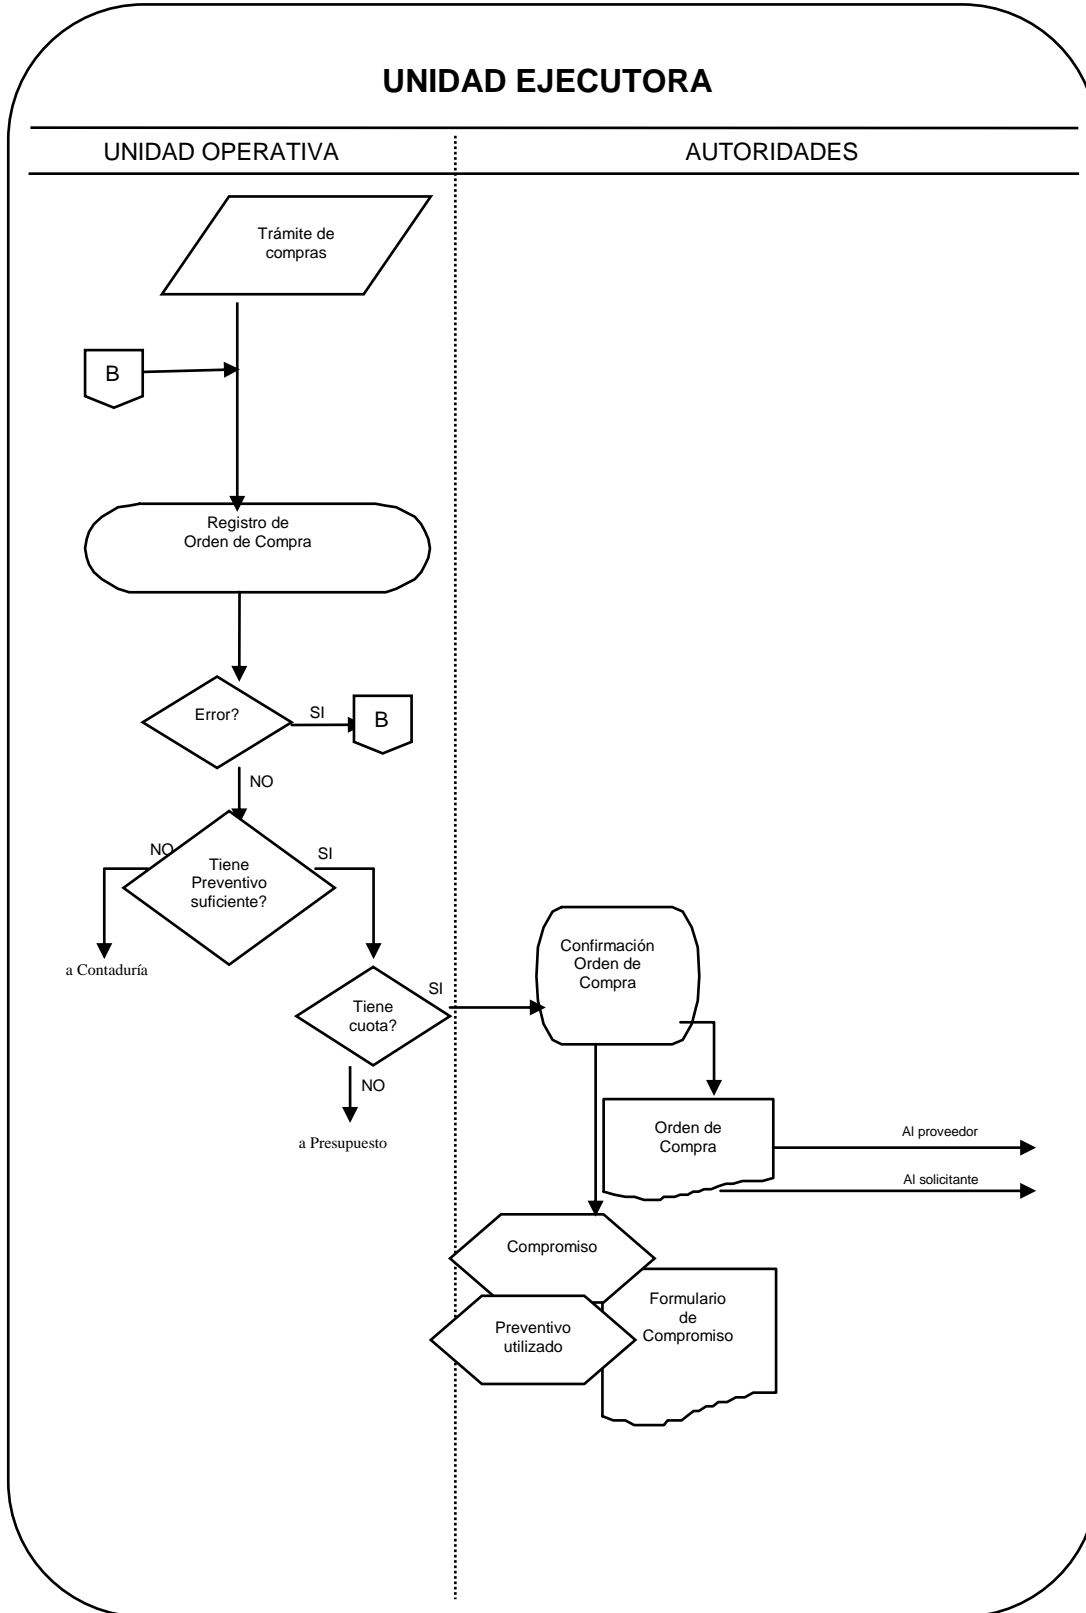 UNIDAD EJECUTORA
UNIDAD OPERATIVA
AUTORIDADES
Trámite de
compras
B
Registro de
Orden de Compra
Error?
SI
B
NO
NO
Tiene
Preventivo
suficiente?
SI
a Contaduría
Tiene
cuota?
SI
NO
a Presupuesto
Confirmación
Orden de
Compra
Orden de
Compra
Al proveedor
Al solicitante
Compromiso
Formulario
de
Compromiso
Preventivo
utilizado